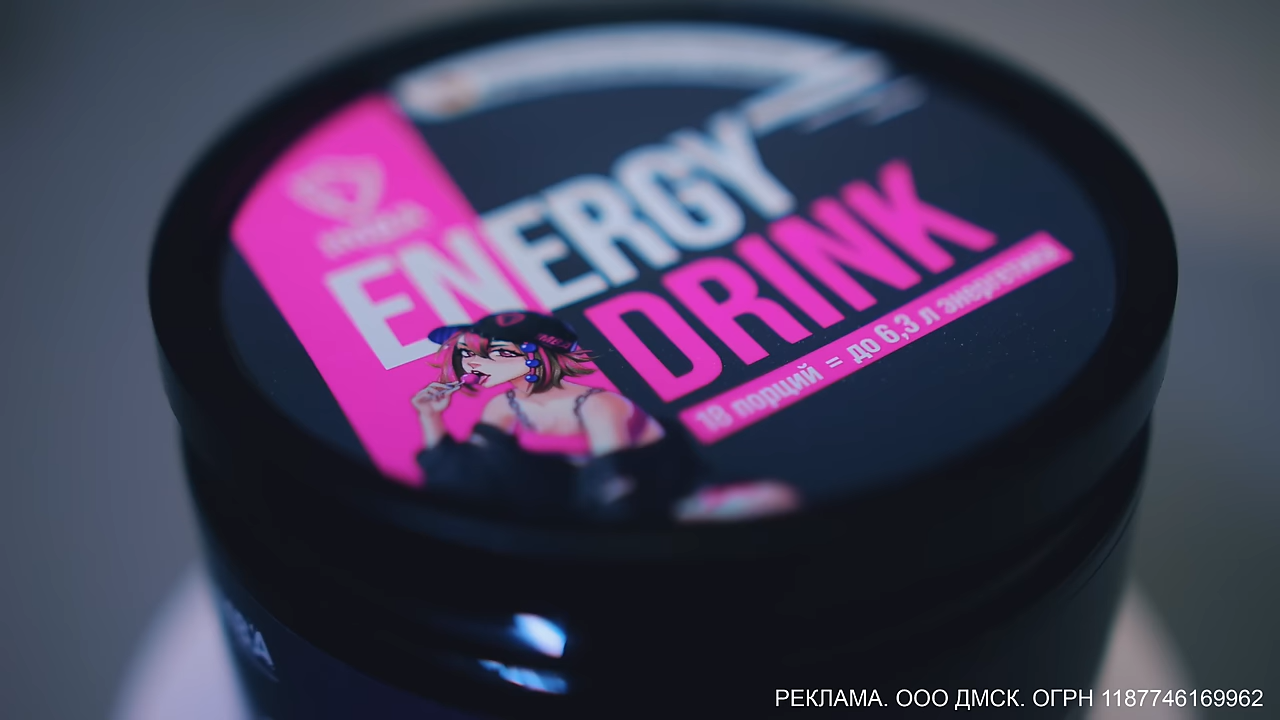 ENERGY
DRINK
18 порций = до 6,3 л энергетика
РЕКЛАМА. ООО ДМСК. ОГРН 1187746169962